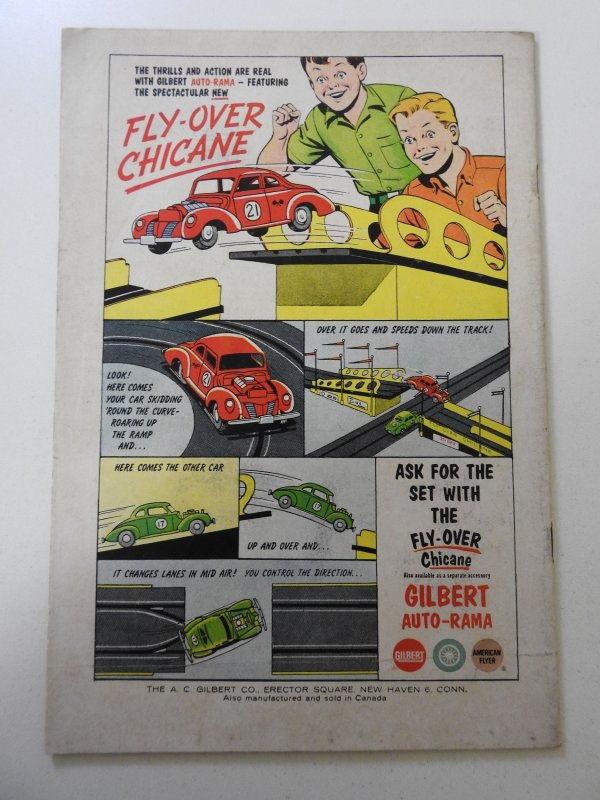 THE THRILLS AND ACTION ARE REAL
WITH GILBERT AUTO-RAMA – FEATURING
THE SPECTACULAR NEW
FLY-OVER
CHICANE
21
LOOK!
HERE COMES
YOUR CAR SKIDDING
'ROUND THE CURVE-
ROARING UP
THE RAMP
AND...
21
OVER IT GOES AND SPEEDS DOWN THE TRACK!
HERE COMES THE OTHER CAR
17
UP AND OVER AND...
17
IT CHANGES LANES IN MID AIR! YOU CONTROL THE DIRECTION...
ASK FOR THE
SET WITH
THE
FLY-OVER
Chicane
Also available as a separate accessory
GILBERT
AUTO-RAMA
GILBERT
AMERICAN
FLYER
®
THE A. C. GILBERT CO., ERECTOR SQUARE, NEW HAVEN 6, CONN.
Also manufactured and sold in Canada